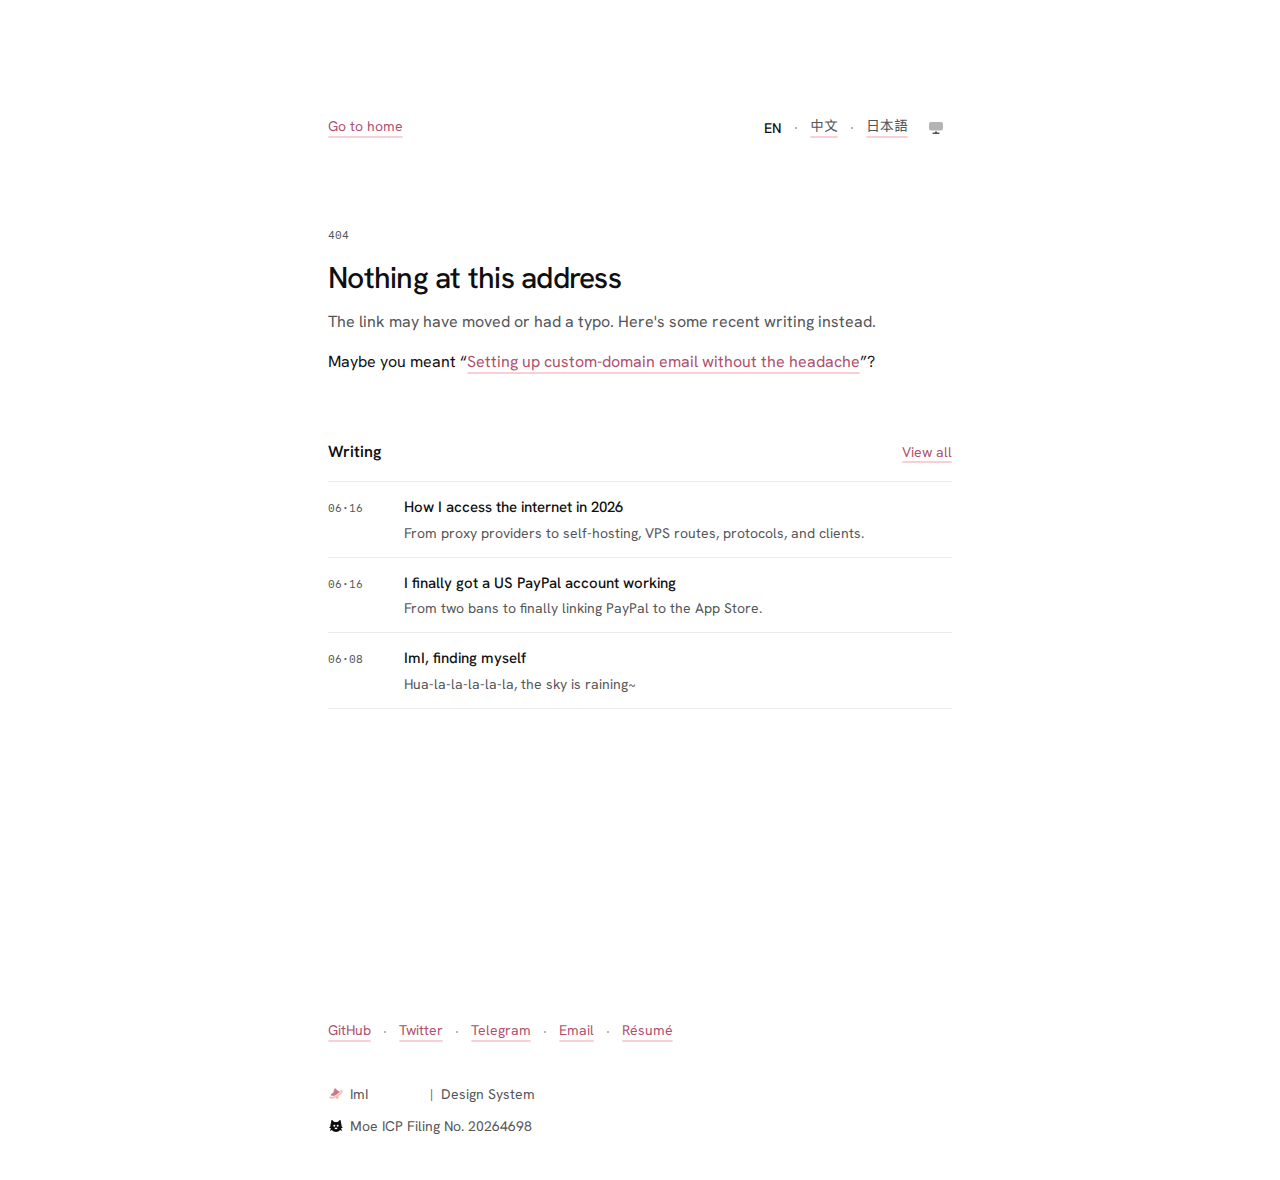 Go to home
EN · 中文 · 日本語
404
Nothing at this address
The link may have moved or had a typo. Here's some recent writing instead.
Maybe you meant “Setting up custom-domain email without the headache”?
Writing
View all
06·16
How I access the internet in 2026
From proxy providers to self-hosting, VPS routes, protocols, and clients.
06·16
I finally got a US PayPal account working
From two bans to finally linking PayPal to the App Store.
06·08
ImI, finding myself
Hua-la-la-la-la-la, the sky is raining~
GitHub · Twitter · Telegram · Email · Résumé
ImI | Design System
Moe ICP Filing No. 20264698